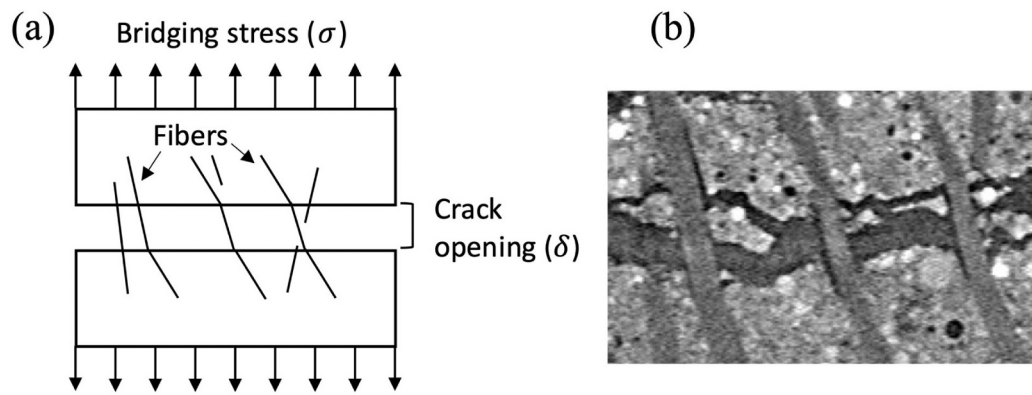 (a)
Bridging stress (σ)
Fibers
Crack
opening (δ)
(b)